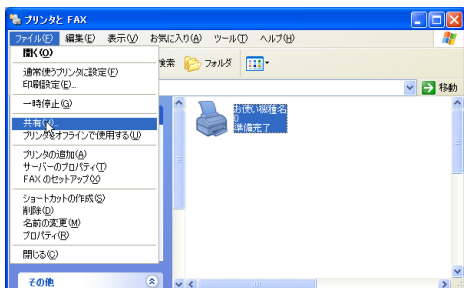 プリンタと FAX
ファイル(F) 編集(E) 表示(V) お気に入り(A) ツール(T) ヘルプ(H)
開く(O)
検索 フォルダ
通常使うプリンタに設定(F)
印刷設定(E)...
移動
一時停止(G)
お使い機種名
0
準備完了
共有(H)...
プリンタをオフラインで使用する(U)
プリンタの追加(A)
サーバーのプロパティ(T)
FAX のセットアップ(X)
ショートカットの作成(S)
削除(D)
名前の変更(M)
プロパティ(R)
閉じる(C)
その他